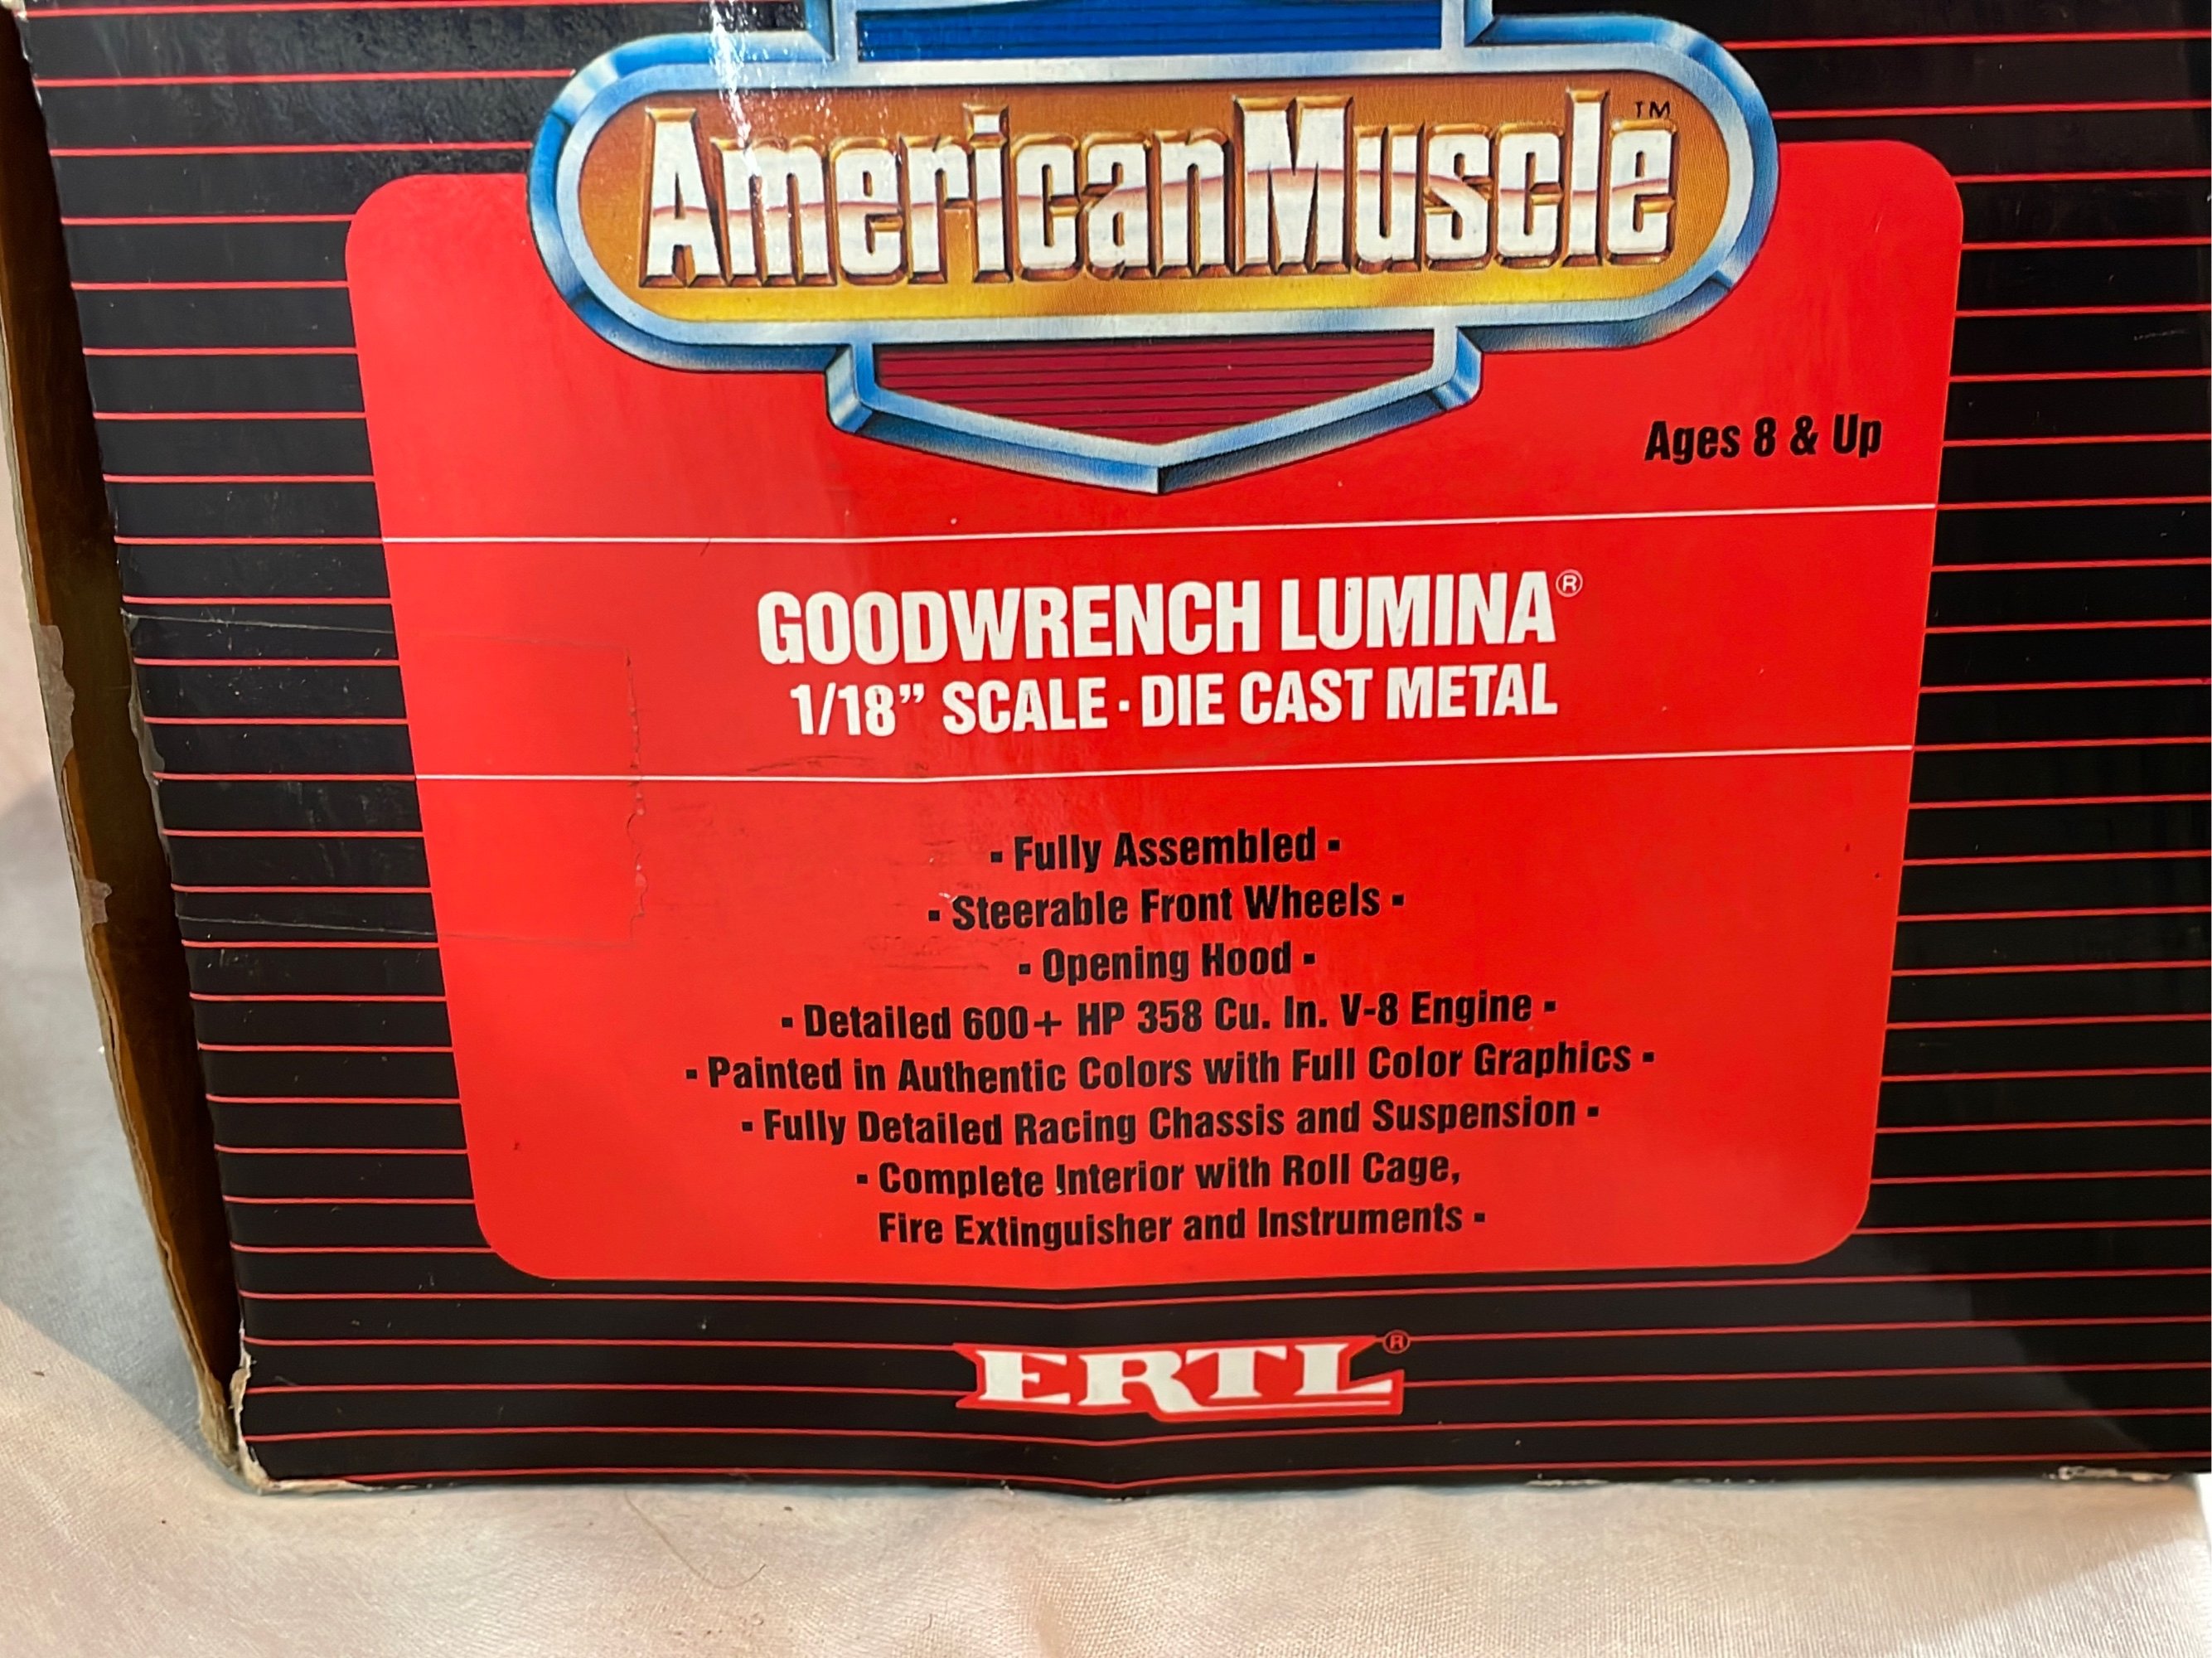 AmericanMuscle™
Ages 8 & Up
GOODWRENCH LUMINA®
1/18” SCALE · DIE CAST METAL
▪ Fully Assembled ▪
▪ Steerable Front Wheels ▪
▪ Opening Hood ▪
▪ Detailed 600+ HP 358 Cu. In. V-8 Engine ▪
▪ Painted in Authentic Colors with Full Color Graphics ▪
▪ Fully Detailed Racing Chassis and Suspension ▪
▪ Complete Interior with Roll Cage,
Fire Extinguisher and Instruments ▪
ERTL®